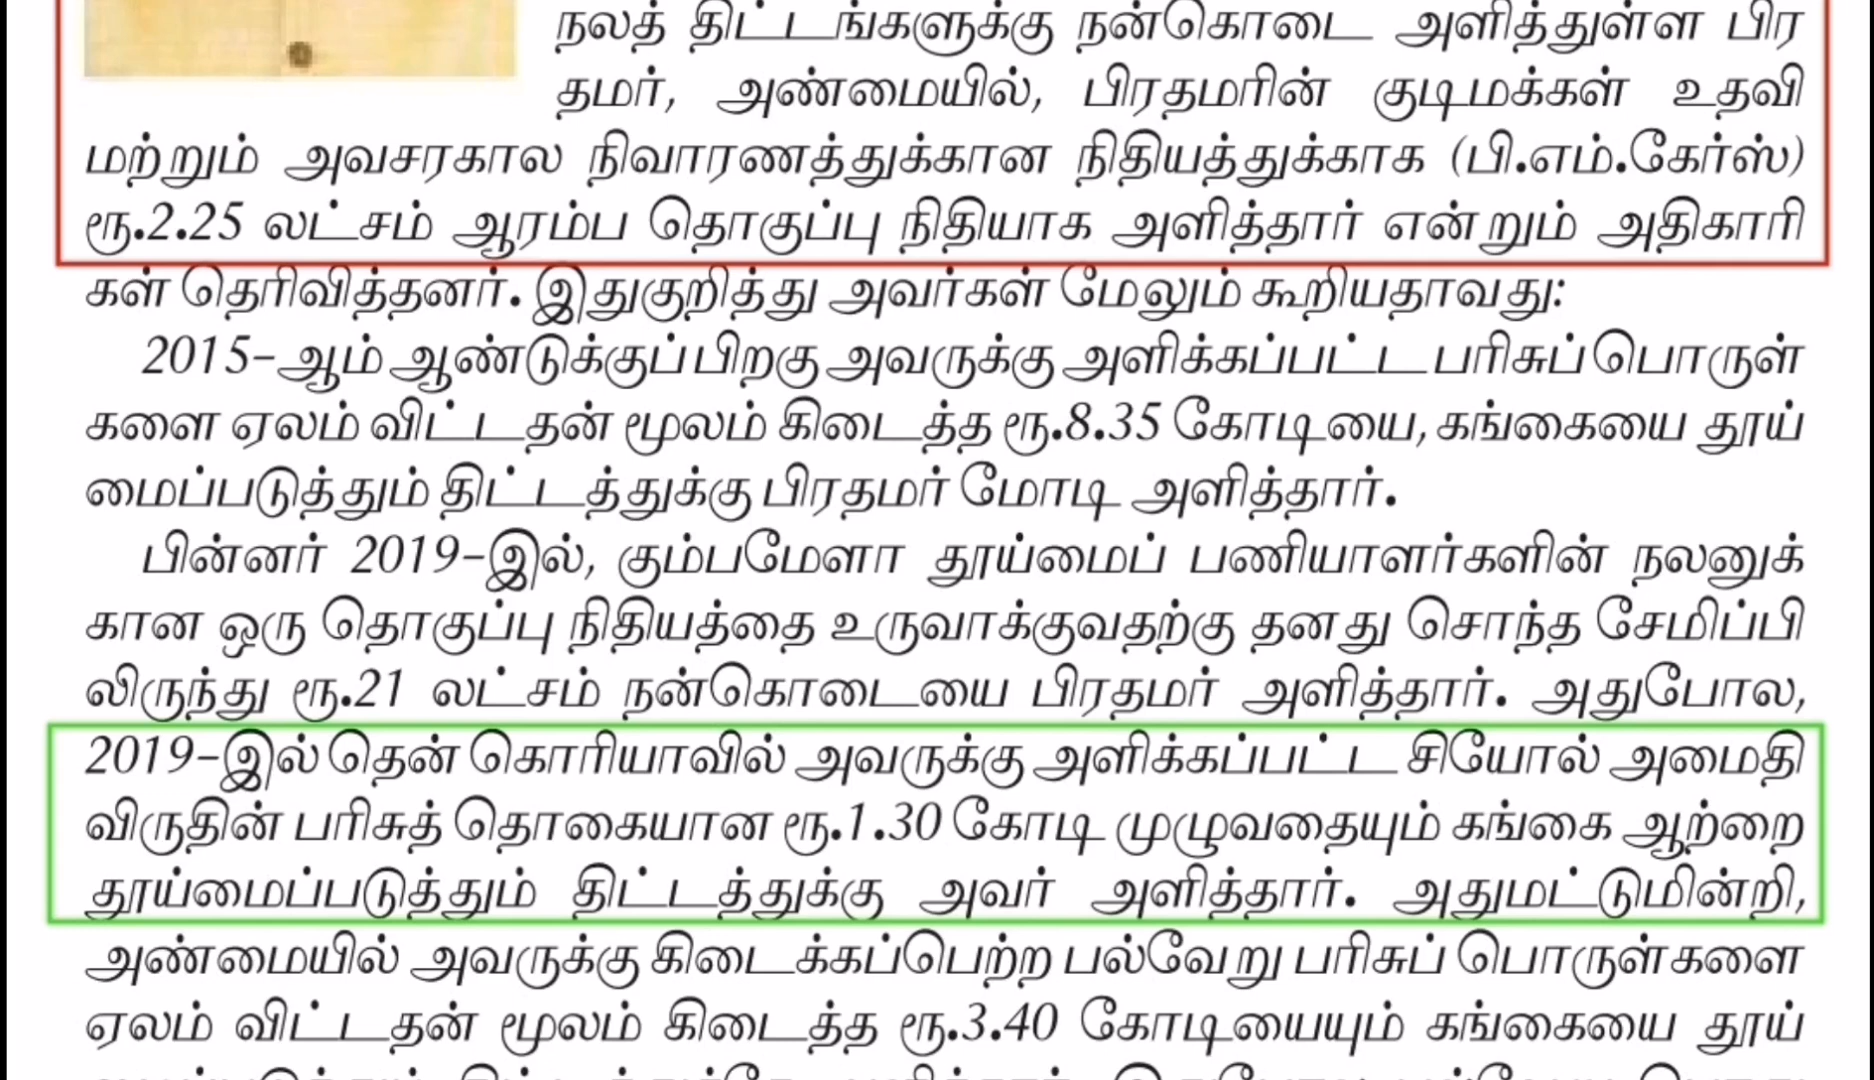 நலத் திட்டங்களுக்கு நன்கொடை அளித்துள்ள பிர
தமர், அண்மையில், பிரதமரின் குடிமக்கள் உதவி
மற்றும் அவசரகால நிவாரணத்துக்கான நிதியத்துக்காக (பி.எம்.கேர்ஸ்)
ரூ.2.25 லட்சம் ஆரம்ப தொகுப்பு நிதியாக அளித்தார் என்றும் அதிகாரி
கள் தெரிவித்தனர். இதுகுறித்து அவர்கள் மேலும் கூறியதாவது:
2015-ஆம் ஆண்டுக்குப் பிறகு அவருக்கு அளிக்கப்பட்ட பரிசுப் பொருள்
களை ஏலம் விட்டதன் மூலம் கிடைத்த ரூ.8.35 கோடியை, கங்கையை தூய்
மைப்படுத்தும் திட்டத்துக்கு பிரதமர் மோடி அளித்தார்.
பின்னர் 2019-இல், கும்பமேளா தூய்மைப் பணியாளர்களின் நலனுக்
கான ஒரு தொகுப்பு நிதியத்தை உருவாக்குவதற்கு தனது சொந்த சேமிப்பி
லிருந்து ரூ.21 லட்சம் நன்கொடையை பிரதமர் அளித்தார். அதுபோல,
2019-இல் தென் கொரியாவில் அவருக்கு அளிக்கப்பட்ட சியோல் அமைதி
விருதின் பரிசுத் தொகையான ரூ.1.30 கோடி முழுவதையும் கங்கை ஆற்றை
தூய்மைப்படுத்தும் திட்டத்துக்கு அவர் அளித்தார். அதுமட்டுமின்றி,
அண்மையில் அவருக்கு கிடைக்கப்பெற்ற பல்வேறு பரிசுப் பொருள்களை
ஏலம் விட்டதன் மூலம் கிடைத்த ரூ.3.40 கோடியையும் கங்கையை தூய்